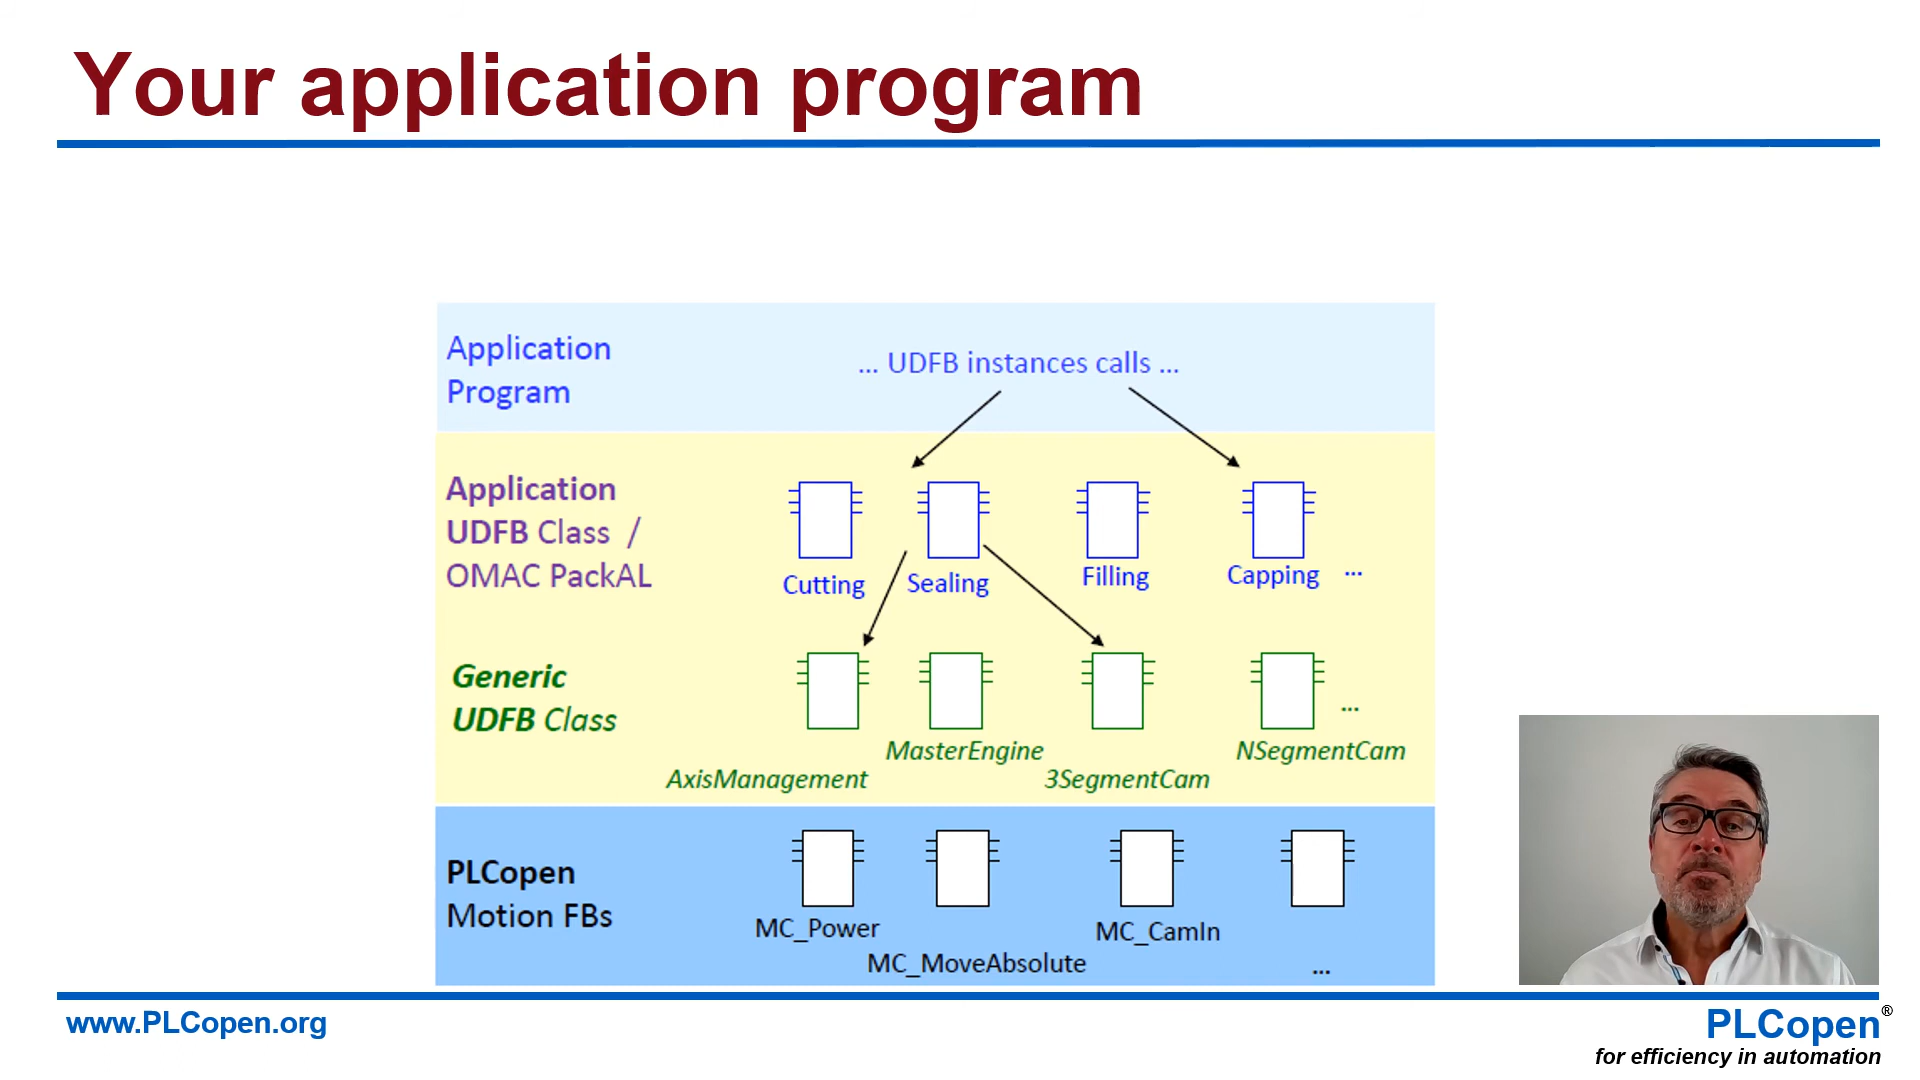 Your application program
Application
Program
... UDFB instances calls ...
Application
UDFB Class /
OMAC PackAL
Cutting
Sealing
Filling
Capping
...
Generic
UDFB Class
...
AxisManagement
MasterEngine
3SegmentCam
NSegmentCam
PLCopen
Motion FBs
MC_Power
MC_MoveAbsolute
MC_CamIn
...
www.PLCopen.org
PLCopen®
for efficiency in automation